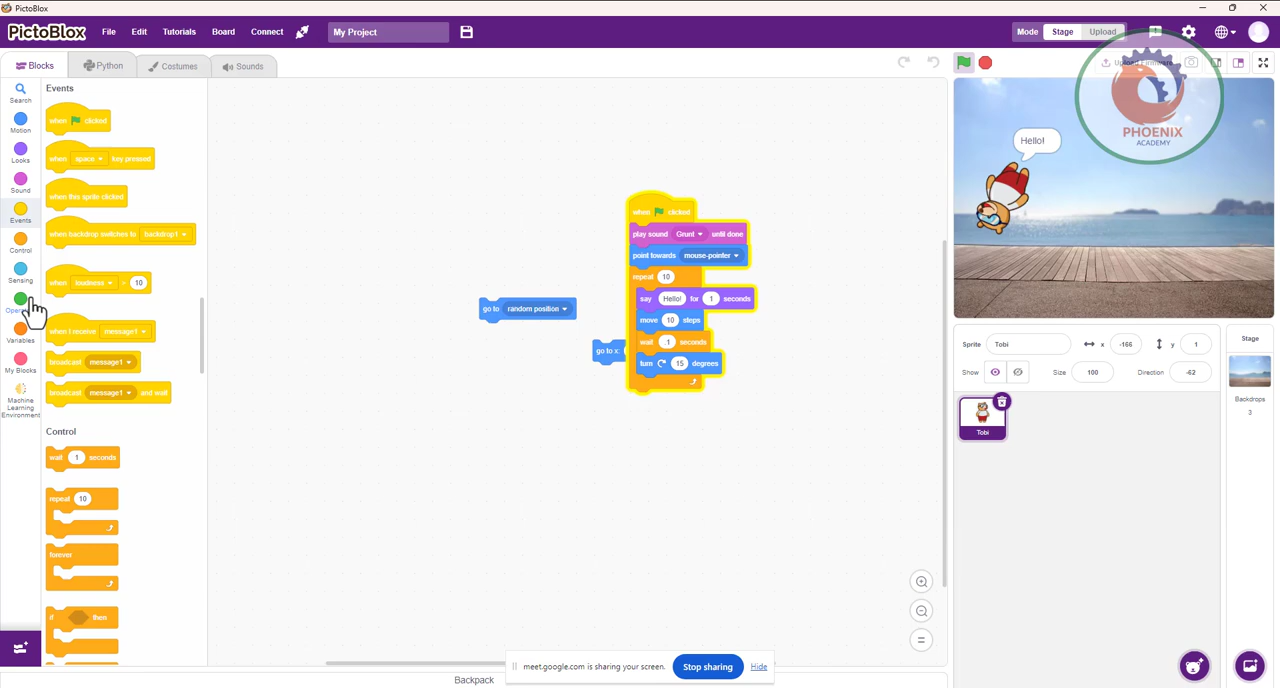 PictoBlox
PictoBlox File Edit Tutorials Board Connect My Project Mode Stage Upload
Blocks Python Costumes Sounds
Search
Motion
Looks
Sound
Events
Control
Sensing
Variables
My Blocks
Machine
Learning
Environment
Events
when clicked
when space key pressed
when this sprite clicked
when backdrop switches to backdrop1
when loudness > 10
when I receive message1
broadcast message1
broadcast message1 and wait
Control
wait 1 seconds
repeat 10
forever
if then
go to random position
go to x:
when clicked
play sound Grunt until done
point towards mouse-pointer
repeat 10
say Hello! for 1 seconds
move 10 steps
wait .1 seconds
turn 15 degrees
Upload Firmware
PHOENIX
ACADEMY
Hello!
Sprite Tobi x -166 y 1
Show Size 100 Direction -62
Tobi
Stage
Backdrops
3
meet.google.com is sharing your screen. Stop sharing Hide
Backpack